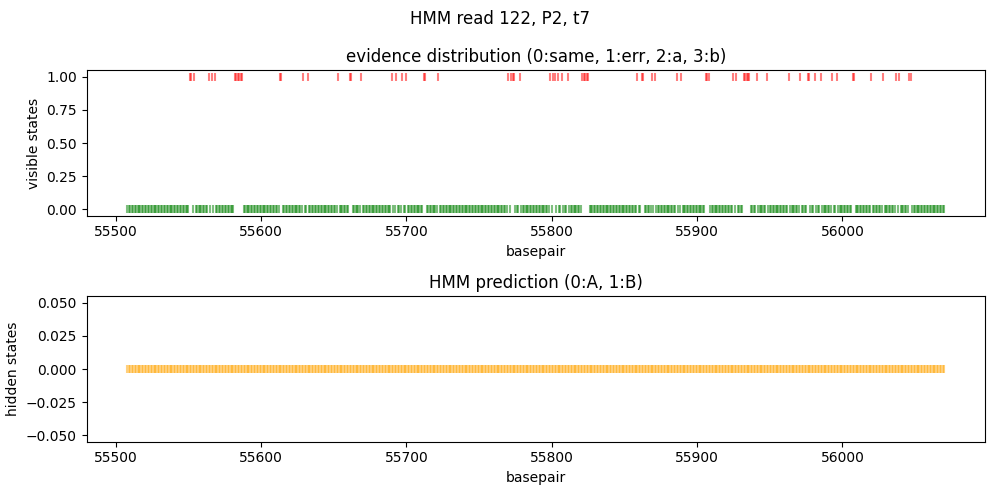 HMM read 122, P2, t7
evidence distribution (0:same, 1:err, 2:a, 3:b)
1.00
0.75
0.50
0.25
0.00
visible states
55500 55600 55700 55800 55900 56000
basepair
HMM prediction (0:A, 1:B)
0.050
0.025
0.000
−0.025
−0.050
hidden states
55500 55600 55700 55800 55900 56000
basepair